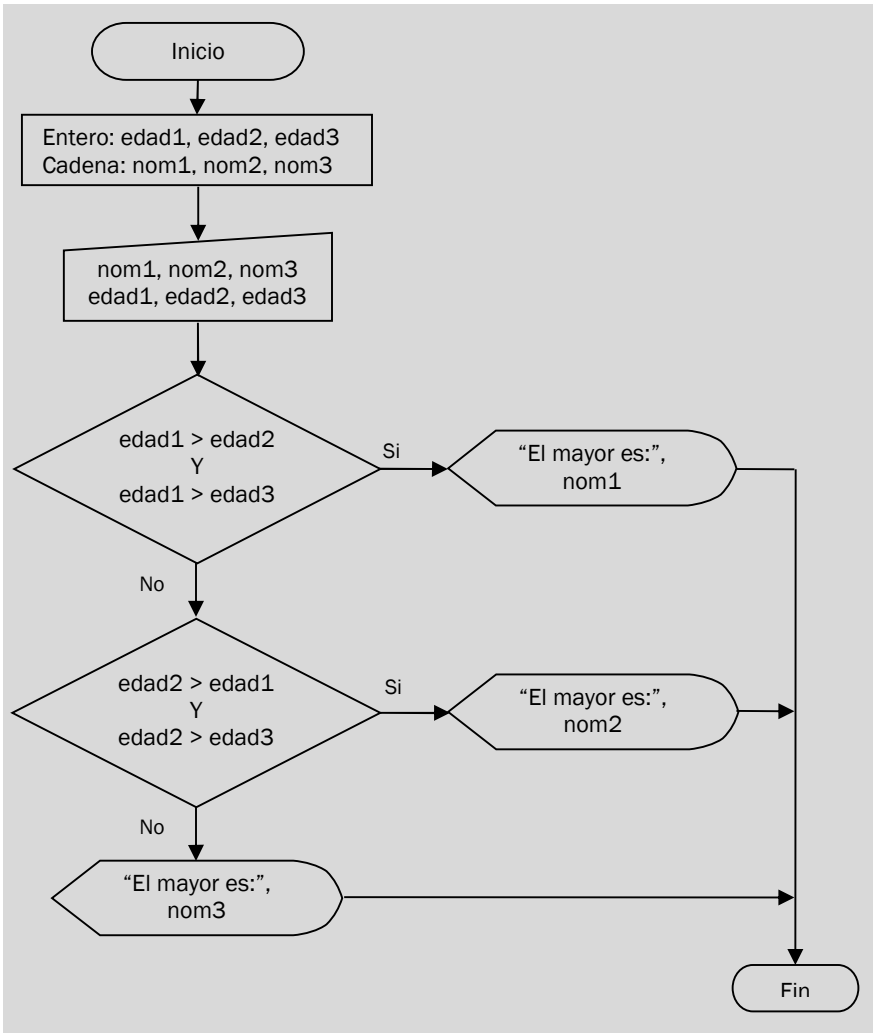 Inicio
Entero: edad1, edad2, edad3
Cadena: nom1, nom2, nom3
nom1, nom2, nom3
edad1, edad2, edad3
edad1 > edad2
Y
edad1 > edad3
Si
“El mayor es:”,
nom1
No
edad2 > edad1
Y
edad2 > edad3
Si
“El mayor es:”,
nom2
No
“El mayor es:”,
nom3
Fin